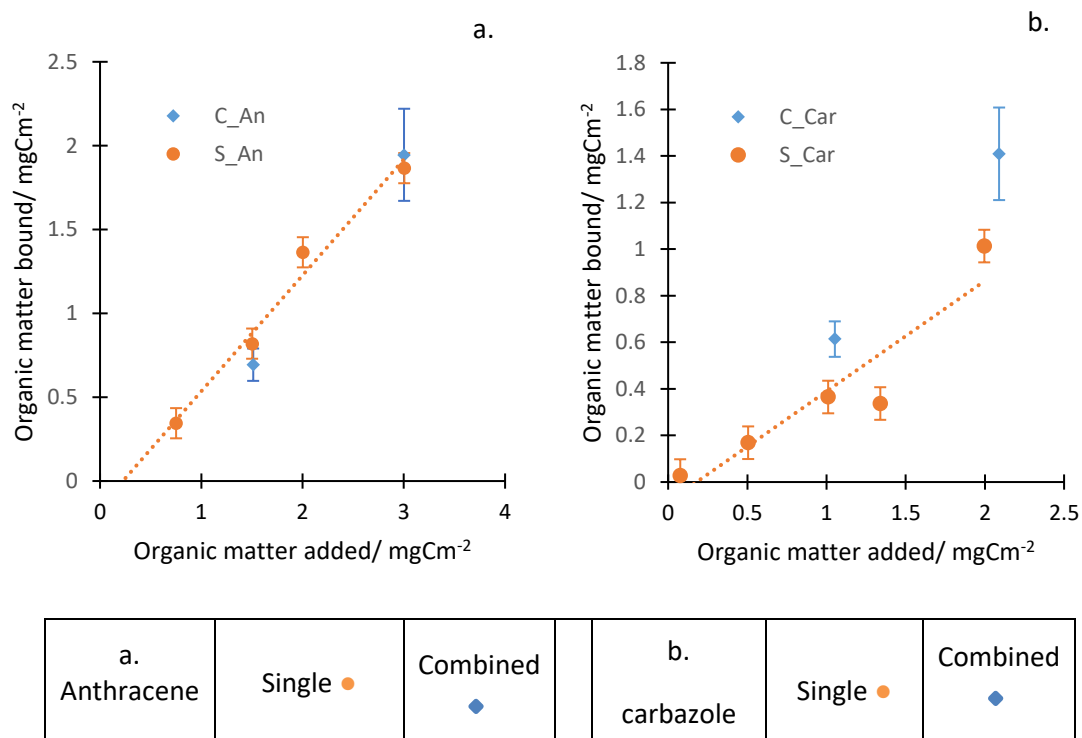 a.
2.5
2
1.5
1
0.5
0
0
1
2
3
4
C_An
S_An
Organic matter bound/ mgCm⁻²
Organic matter added/ mgCm⁻²
b.
1.8
1.6
1.4
1.2
1
0.8
0.6
0.4
0.2
0
0
0.5
1
1.5
2
2.5
C_Car
S_Car
Organic matter bound/ mgCm⁻²
Organic matter added/ mgCm⁻²
a.
Anthracene
Single
Combined
b.
carbazole
Single
Combined